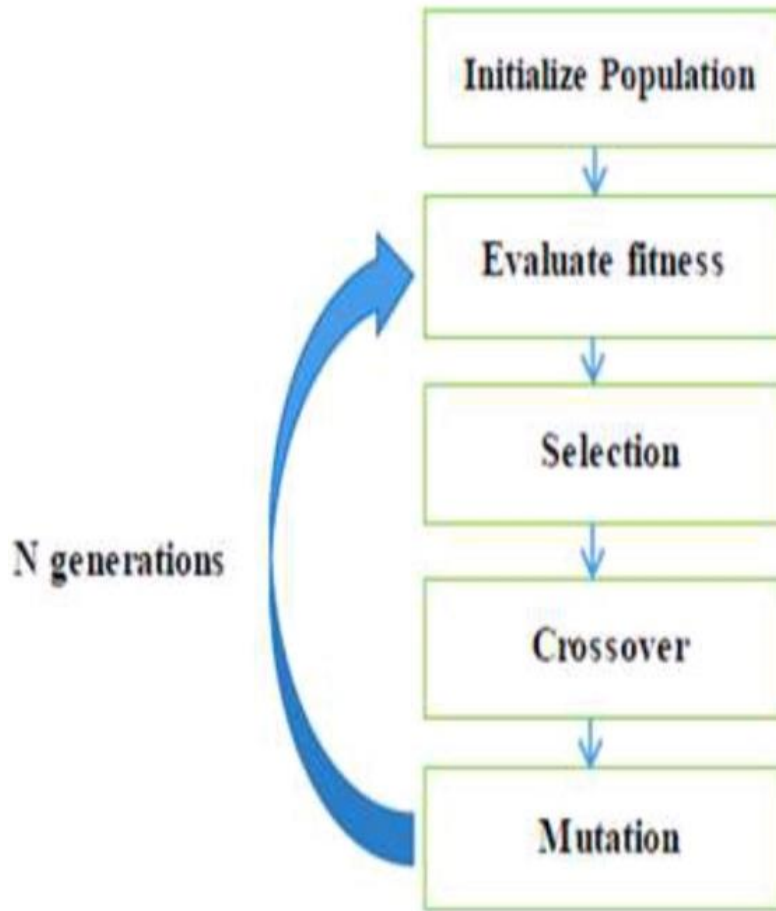 Initialize Population
Evaluate fitness
Selection
N generations
Crossover
Mutation